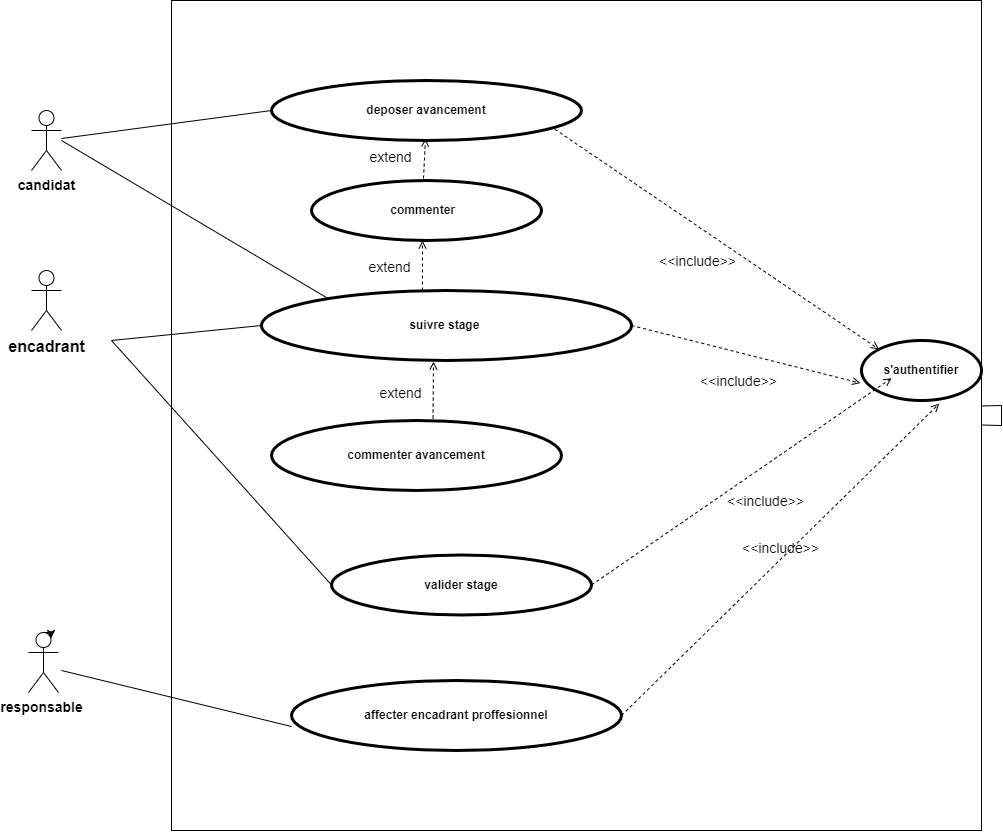 deposer avancement
extend
candidat
commenter
<<include>>
extend
suivre stage
encadrant
s'authentifier
<<include>>
extend
commenter avancement
<<include>>
<<include>>
valider stage
responsable
affecter encadrant proffesionnel